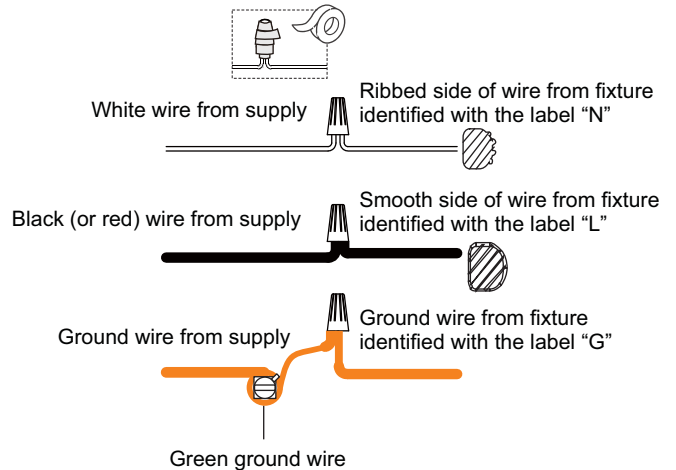 White wire from supply
Ribbed side of wire from fixture
identified with the label “N”
Black (or red) wire from supply
Smooth side of wire from fixture
identified with the label “L”
Ground wire from supply
Ground wire from fixture
identified with the label “G”
Green ground wire